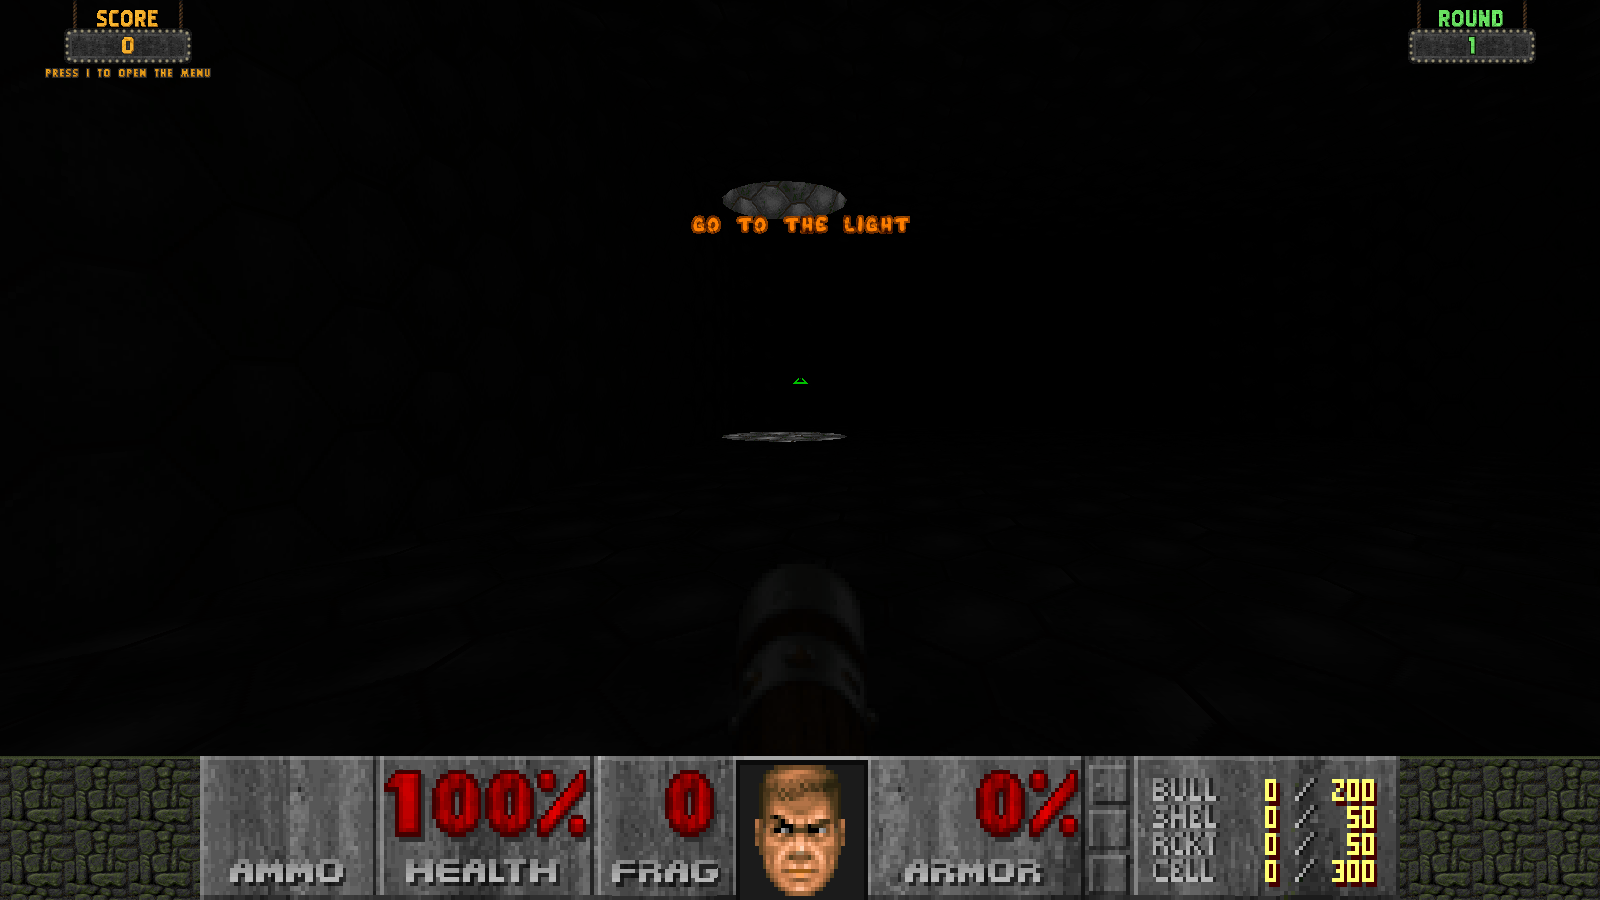 SCORE
0
PRESS I TO OPEN THE MENU
ROUND
1
GO TO THE LIGHT
100% 0 0%
AMMO HEALTH FRAG ARMOR
BULL 0 / 200
SHEL 0 / 50
RCKT 0 / 50
CELL 0 / 300